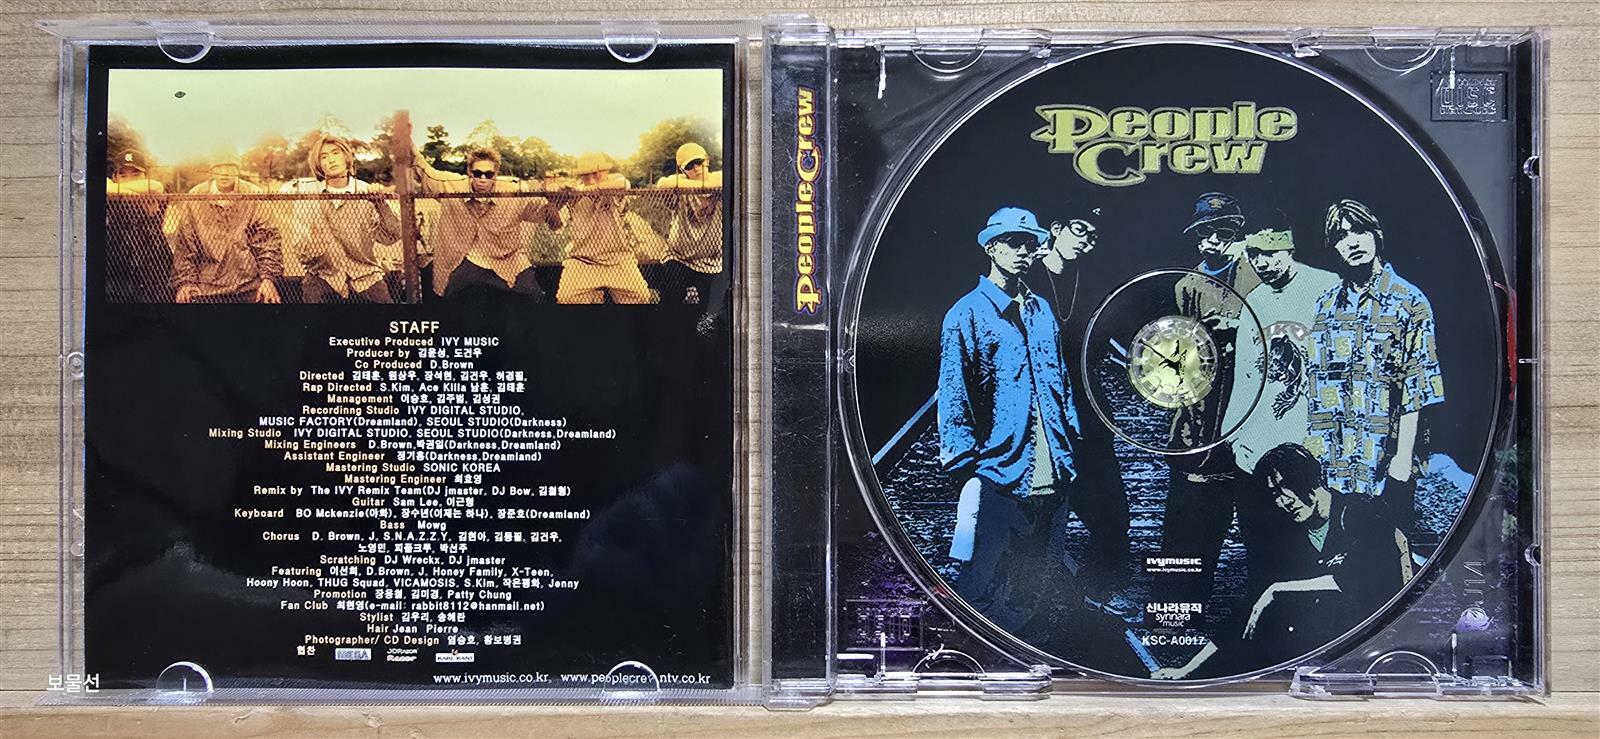 STAFF
Executive Produced IVY MUSIC
Producer by 김윤성, 도건우
Co Produced D.Brown
Directed 김태훈, 원상우, 장석현, 김건우, 허경필,
Rap Directed S.Kim, Ace Killa 남훈, 김태훈
Management 이승호, 김주범, 김성권
Recordinng Studio IVY DIGITAL STUDIO,
MUSIC FACTORY(Dreamland), SEOUL STUDIO(Darkness)
Mixing Studio IVY DIGITAL STUDIO, SEOUL STUDIO(Darkness,Dreamland)
Mixing Engineers D.Brown,박권일(Darkness,Dreamland)
Assistant Engineer 정기홍(Darkness,Dreamland)
Mastering Studio SONIC KOREA
Mastering Engineer 최효영
Remix by The IVY Remix Team(DJ jmaster, DJ Bow, 김철형)
Guitar Sam Lee, 이근형
Keyboard BO Mckenzie(아화), 장수년(이제는 하나), 장준호(Dreamland)
Bass Mowg
Chorus D. Brown, J. S.N.A.Z.Z.Y, 김현아, 김룡필, 김건우,
노영민, 피플크루, 박선주
Scratching DJ Wreckx, DJ jmaster
Featuring 이선희, D.Brown, J. Honey Family, X-Teen,
Hoony Hoon, THUG Squad, VICAMOSIS, S.Kim, 작은평화, Jenny
Promotion 장용철, 김미경, Patty Chung
Fan Club 최현영(e-mail: rabbit8112@hanmail.net)
Stylist 김우리, 송혜란
Hair Jean Pierre
Photographer/ CD Design 염승호, 황보병권
협찬 KARL KANI
www.ivymusic.co.kr, www.peoplecrew.ntv.co.kr
보물선
People Crew
People
Crew
ivymusic
www.ivymusic.co.kr
신나라뮤직
synnara
music
KSC-A0017
disc
J14